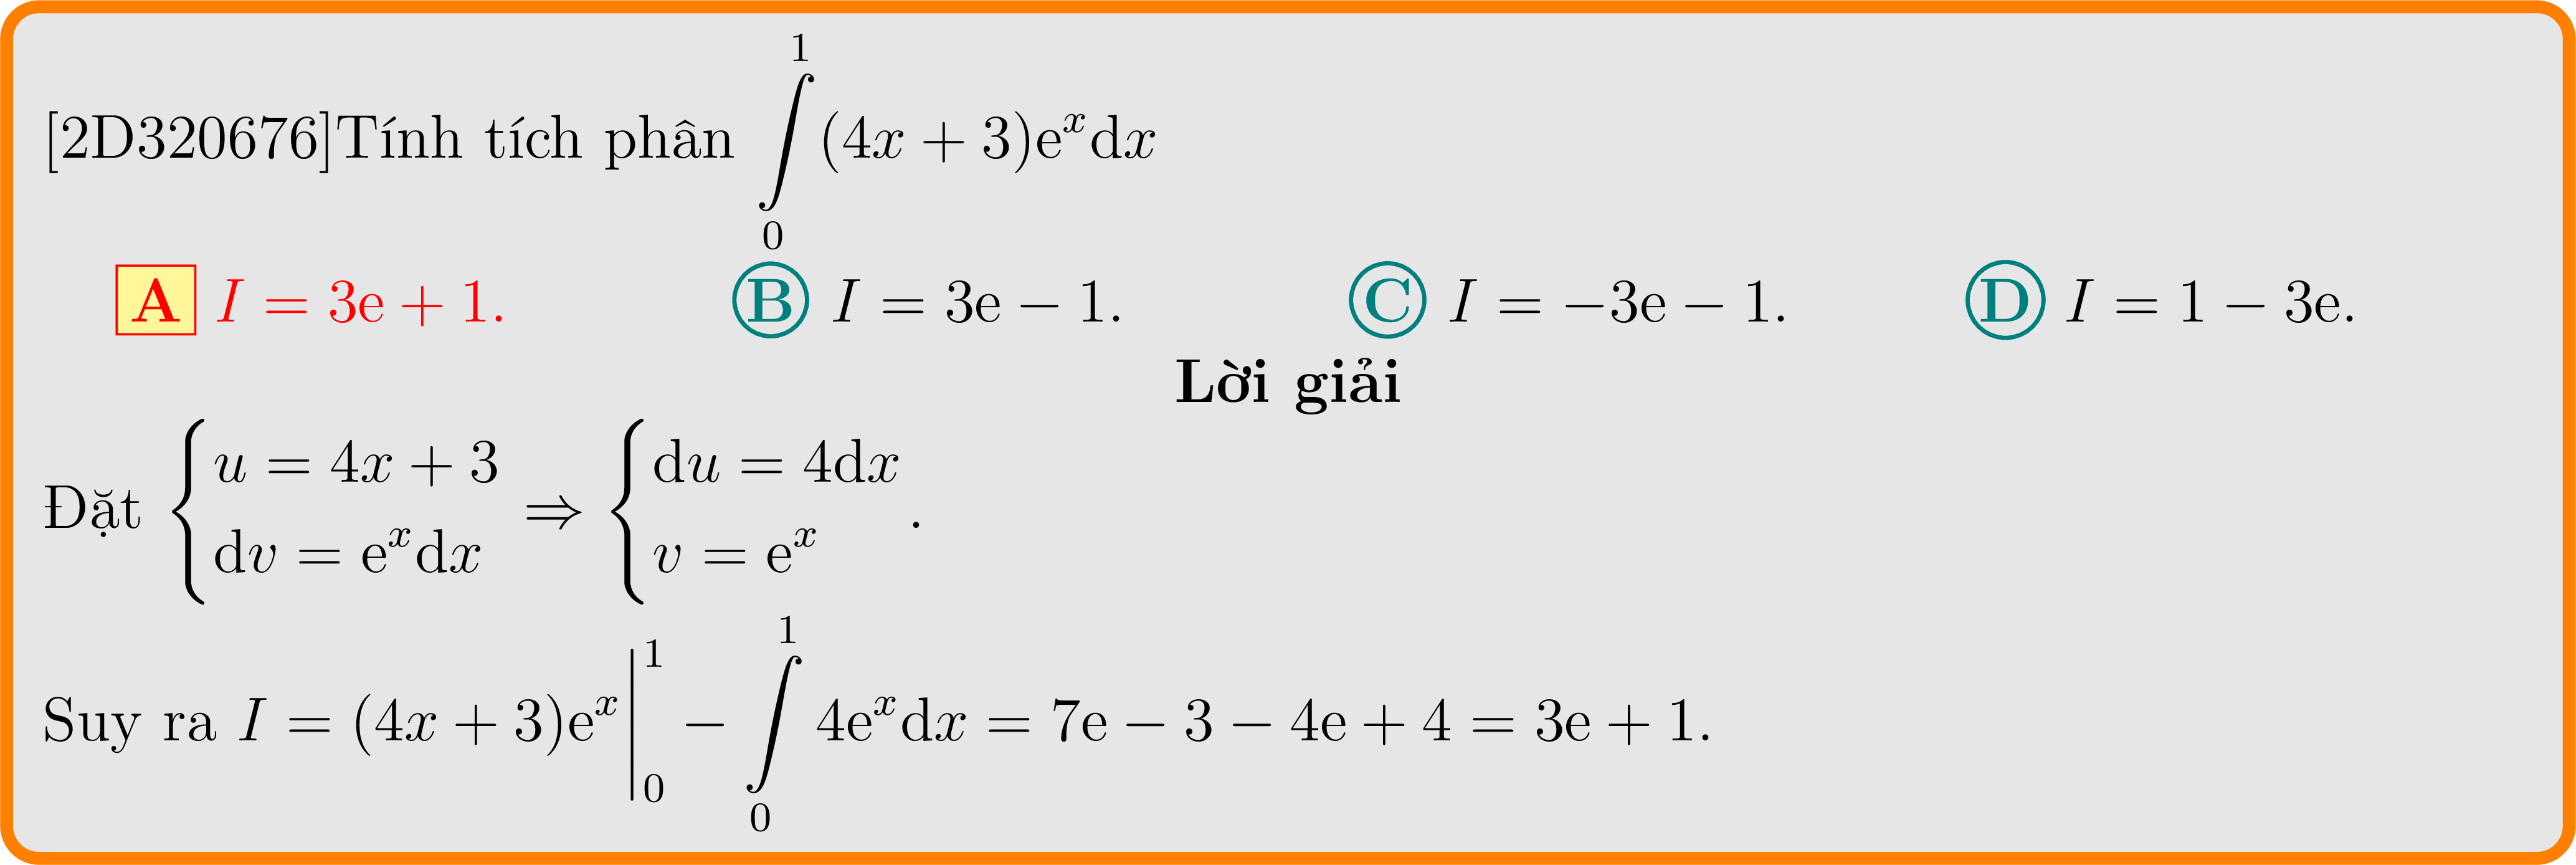 [2D320676]Tính tích phân $\int\limits_0^1 (4x + 3)\mathrm{e}^x \mathrm{d}x$
A $I = 3\mathrm{e} + 1.$ B $I = 3\mathrm{e} - 1.$ C $I = -3\mathrm{e} - 1.$ D $I = 1 - 3\mathrm{e}.$
Lời giải
Đặt $\begin{cases} u = 4x + 3 \\ \mathrm{d}v = \mathrm{e}^x \mathrm{d}x \end{cases} \Rightarrow \begin{cases} \mathrm{d}u = 4\mathrm{d}x \\ v = \mathrm{e}^x \end{cases}.$
Suy ra $I = (4x + 3)\mathrm{e}^x \Big|_0^1 - \int\limits_0^1 4\mathrm{e}^x \mathrm{d}x = 7\mathrm{e} - 3 - 4\mathrm{e} + 4 = 3\mathrm{e} + 1.$